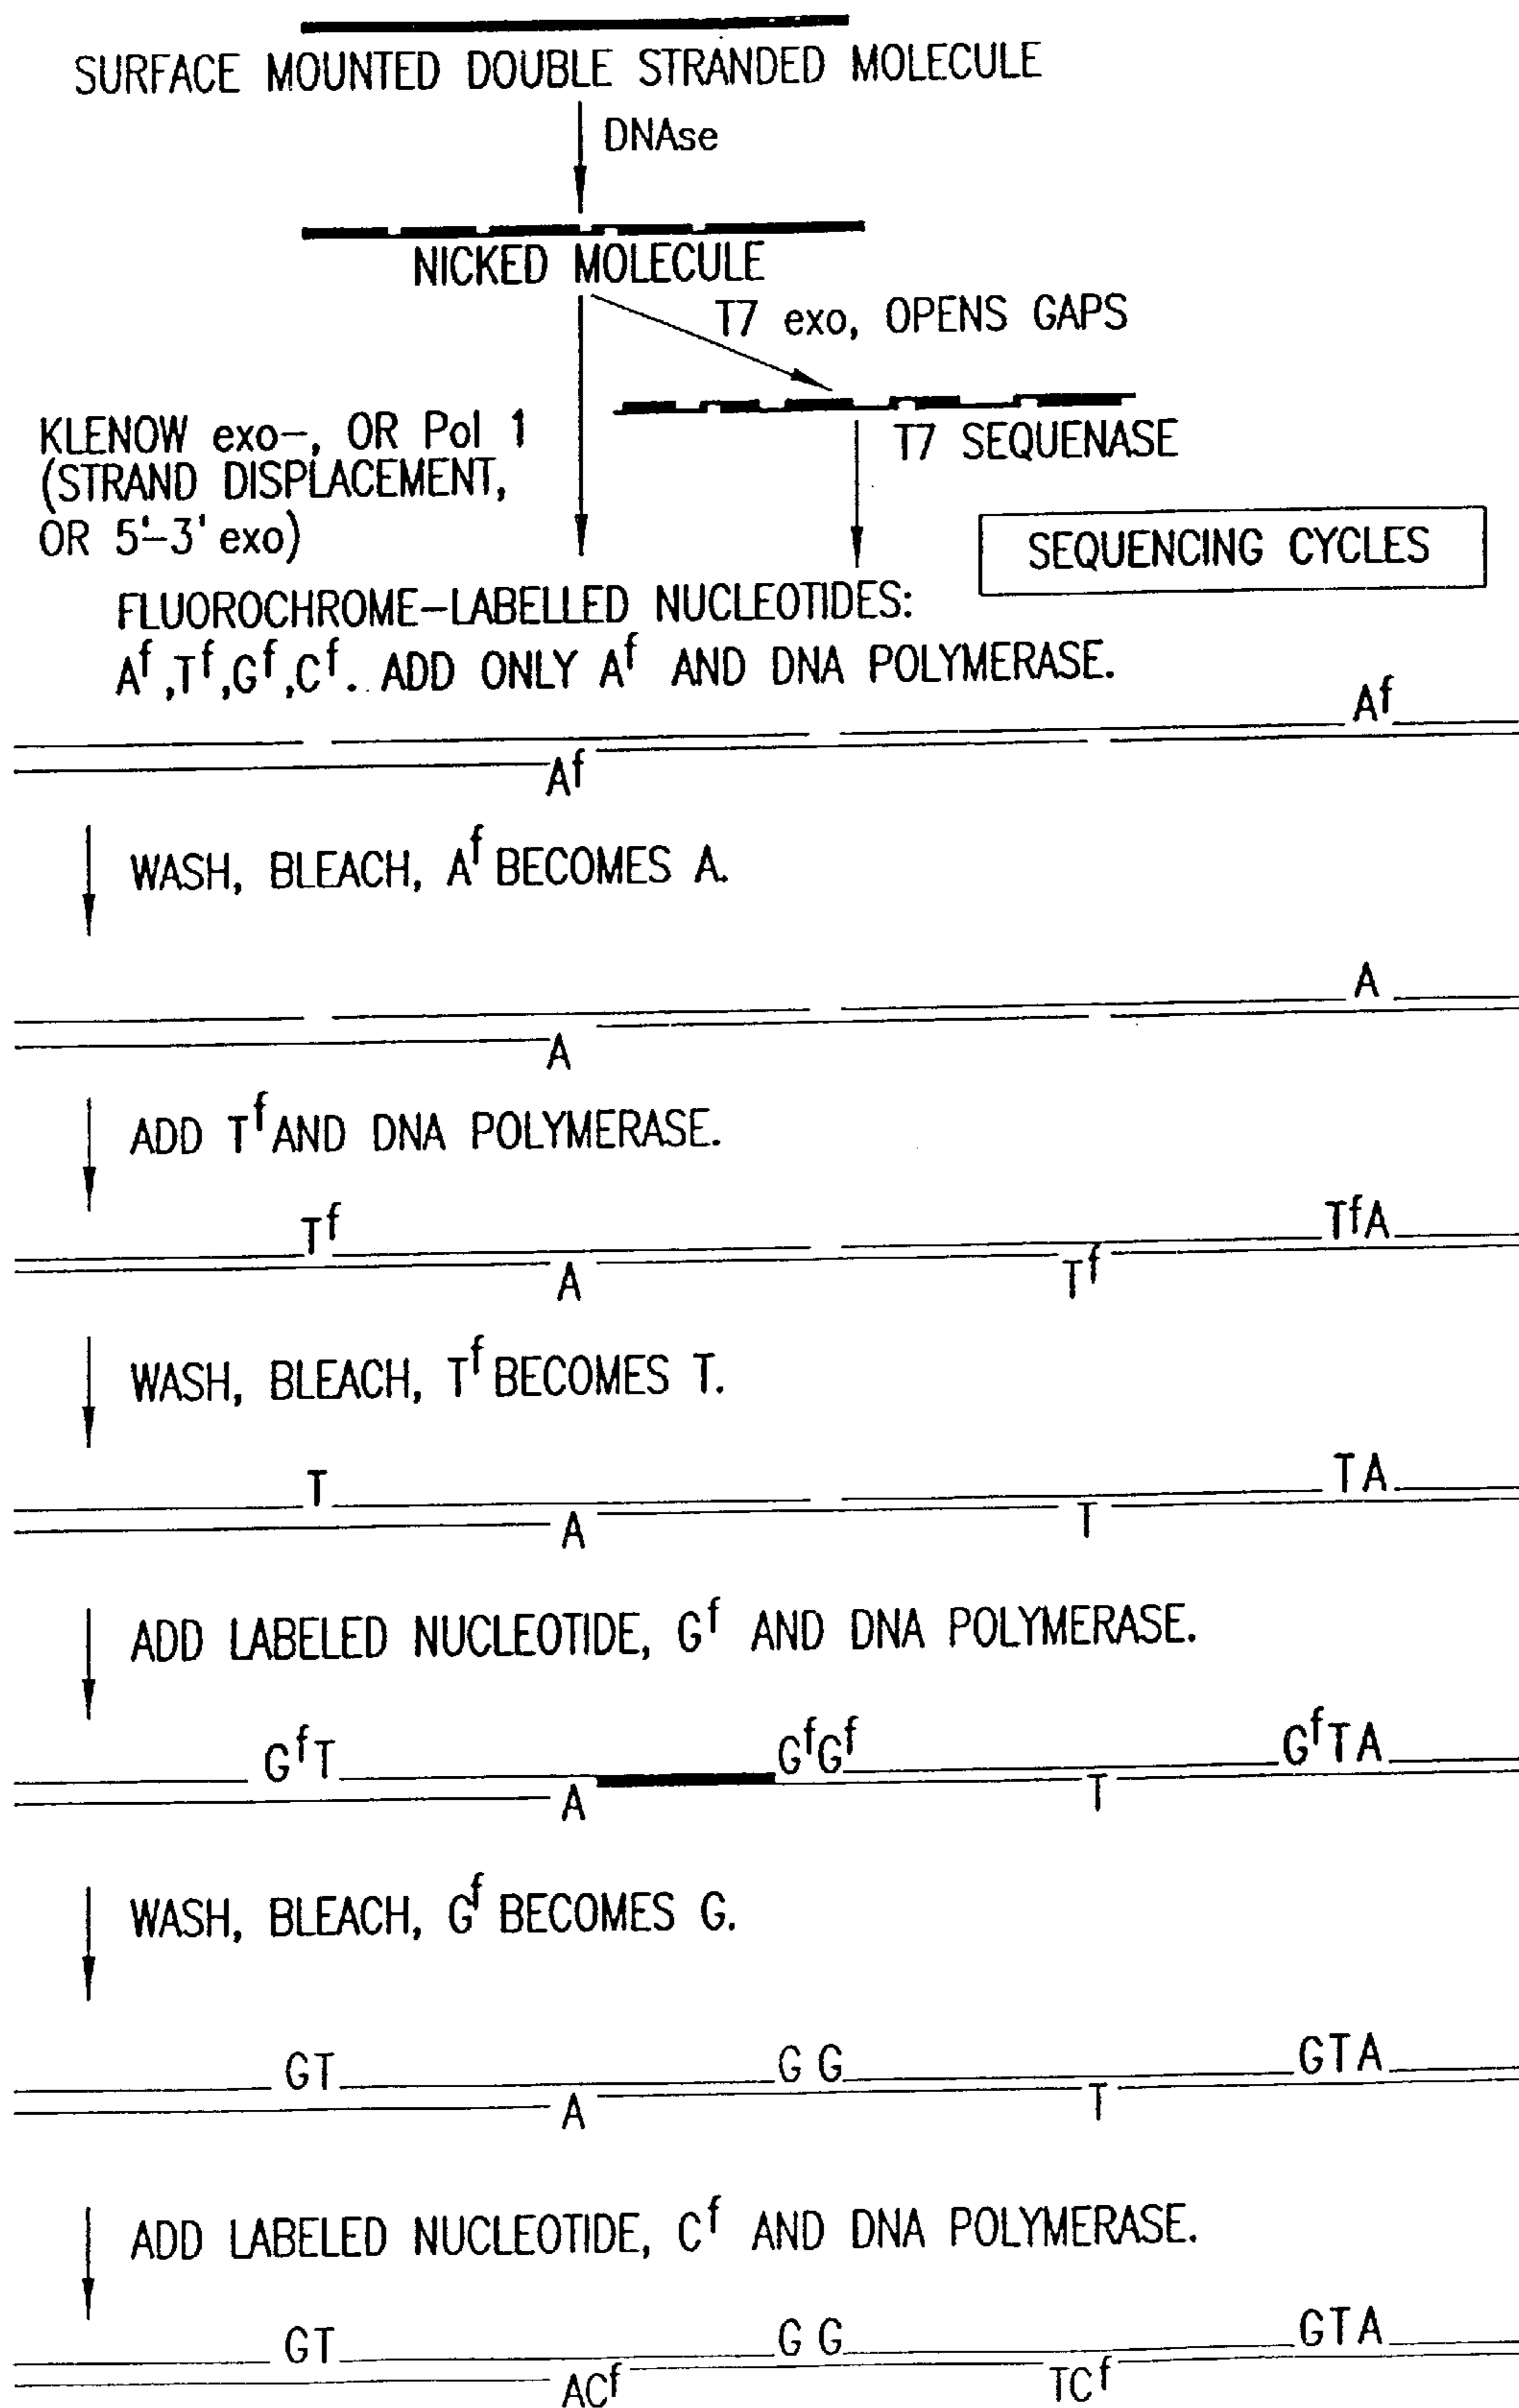 SURFACE MOUNTED DOUBLE STRANDED MOLECULE
DNAse
NICKED MOLECULE
T7 exo, OPENS GAPS
KLENOW exo-, OR Pol 1
(STRAND DISPLACEMENT,
OR 5'-3' exo)
T7 SEQUENASE
SEQUENCING CYCLES
FLUOROCHROME-LABELLED NUCLEOTIDES:
Aᶠ,Tᶠ,Gᶠ,Cᶠ. ADD ONLY Aᶠ AND DNA POLYMERASE.
Aᶠ
Aᶠ
WASH, BLEACH, Aᶠ BECOMES A.
A
A
ADD Tᶠ AND DNA POLYMERASE.
Tᶠ TᶠA
A Tᶠ
WASH, BLEACH, Tᶠ BECOMES T.
T TA
A T
ADD LABELED NUCLEOTIDE, Gᶠ AND DNA POLYMERASE.
GᶠT GᶠGᶠ GᶠTA
A T
WASH, BLEACH, Gᶠ BECOMES G.
GT G G GTA
A T
ADD LABELED NUCLEOTIDE, Cᶠ AND DNA POLYMERASE.
GT G G GTA
ACᶠ TCᶠ